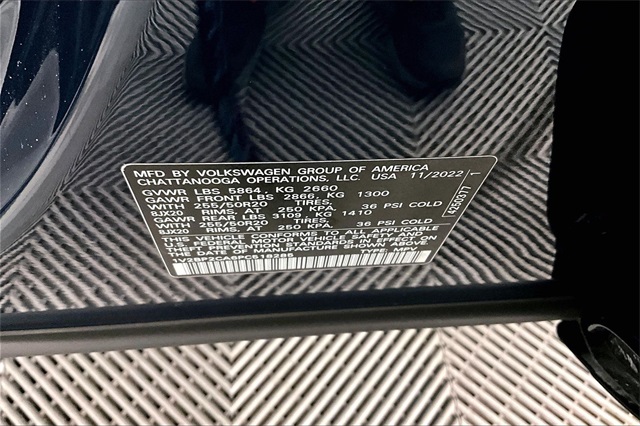 MFD BY VOLKSWAGEN GROUP OF AMERICA
CHATTANOOGA OPERATIONS, LLC. USA 11/2022
GVWR LBS 5864, KG 2660
GAWR FRONT LBS 2866, KG 1300
WITH 255/50R20 TIRES,
8JX20 RIMS, AT 250 KPA, 36 PSI COLD
GAWR REAR LBS 3109, KG 1410
WITH 255/50R20 TIRES,
8JX20 RIMS, AT 250 KPA, 36 PSI COLD
THIS VEHICLE CONFORMS TO ALL APPLICABLE
U.S. FEDERAL MOTOR VEHICLE SAFETY AND
THEFT PREVENTION STANDARDS IN EFFECT ON
THE DATE OF MANUFACTURE SHOWN ABOVE.
TYPE: MPV
4250377 1